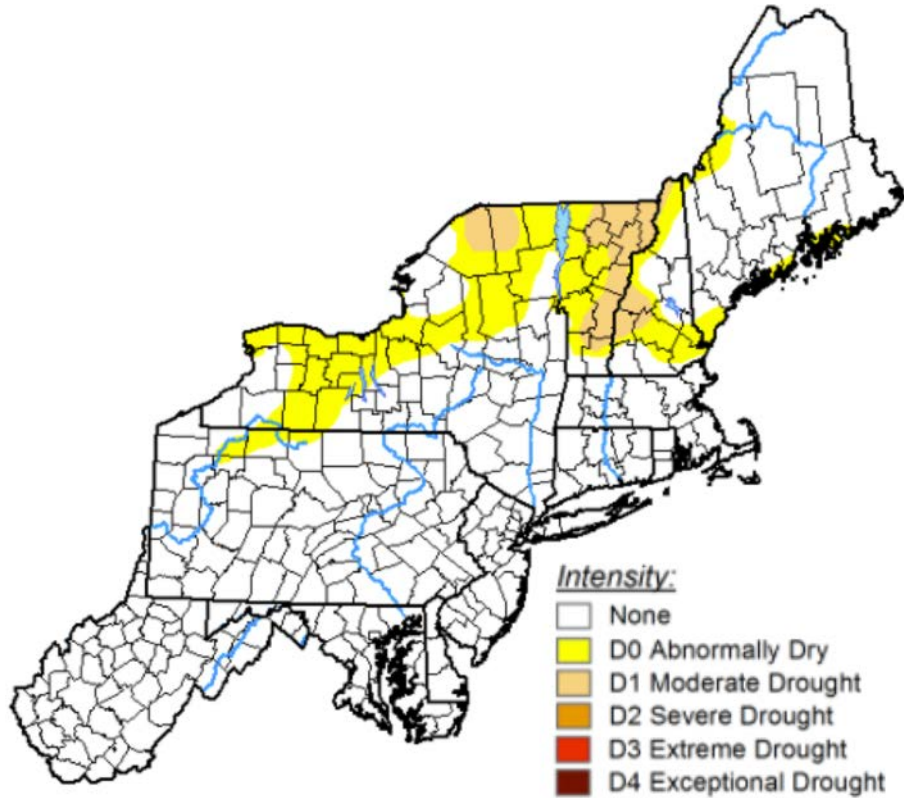 Intensity:
None
D0 Abnormally Dry
D1 Moderate Drought
D2 Severe Drought
D3 Extreme Drought
D4 Exceptional Drought